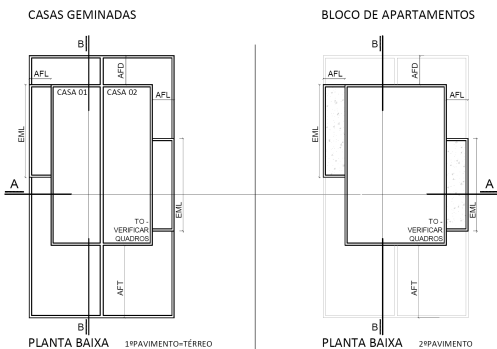 CASAS GEMINADAS
B
AFL
AFD
CASA 01 CASA 02
AFL
EML
A
EML
TO -
VERIFICAR
QUADROS
AFT
B
PLANTA BAIXA 1ºPAVIMENTO=TÉRREO
BLOCO DE APARTAMENTOS
B
AFL
AFD
AFL
EML
A
EML
TO -
VERIFICAR
QUADROS
AFT
B
PLANTA BAIXA 2ºPAVIMENTO